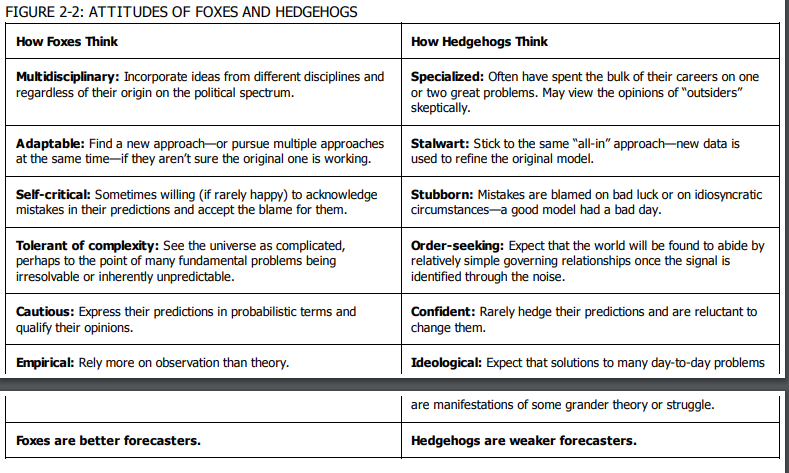 FIGURE 2-2: ATTITUDES OF FOXES AND HEDGEHOGS
How Foxes Think
How Hedgehogs Think
Multidisciplinary: Incorporate ideas from different disciplines and
regardless of their origin on the political spectrum.
Specialized: Often have spent the bulk of their careers on one
or two great problems. May view the opinions of “outsiders”
skeptically.
Adaptable: Find a new approach—or pursue multiple approaches
at the same time—if they aren’t sure the original one is working.
Stalwart: Stick to the same “all-in” approach—new data is
used to refine the original model.
Self-critical: Sometimes willing (if rarely happy) to acknowledge
mistakes in their predictions and accept the blame for them.
Stubborn: Mistakes are blamed on bad luck or on idiosyncratic
circumstances—a good model had a bad day.
Tolerant of complexity: See the universe as complicated,
perhaps to the point of many fundamental problems being
irresolvable or inherently unpredictable.
Order-seeking: Expect that the world will be found to abide by
relatively simple governing relationships once the signal is
identified through the noise.
Cautious: Express their predictions in probabilistic terms and
qualify their opinions.
Confident: Rarely hedge their predictions and are reluctant to
change them.
Empirical: Rely more on observation than theory.
Ideological: Expect that solutions to many day-to-day problems
are manifestations of some grander theory or struggle.
Foxes are better forecasters.
Hedgehogs are weaker forecasters.